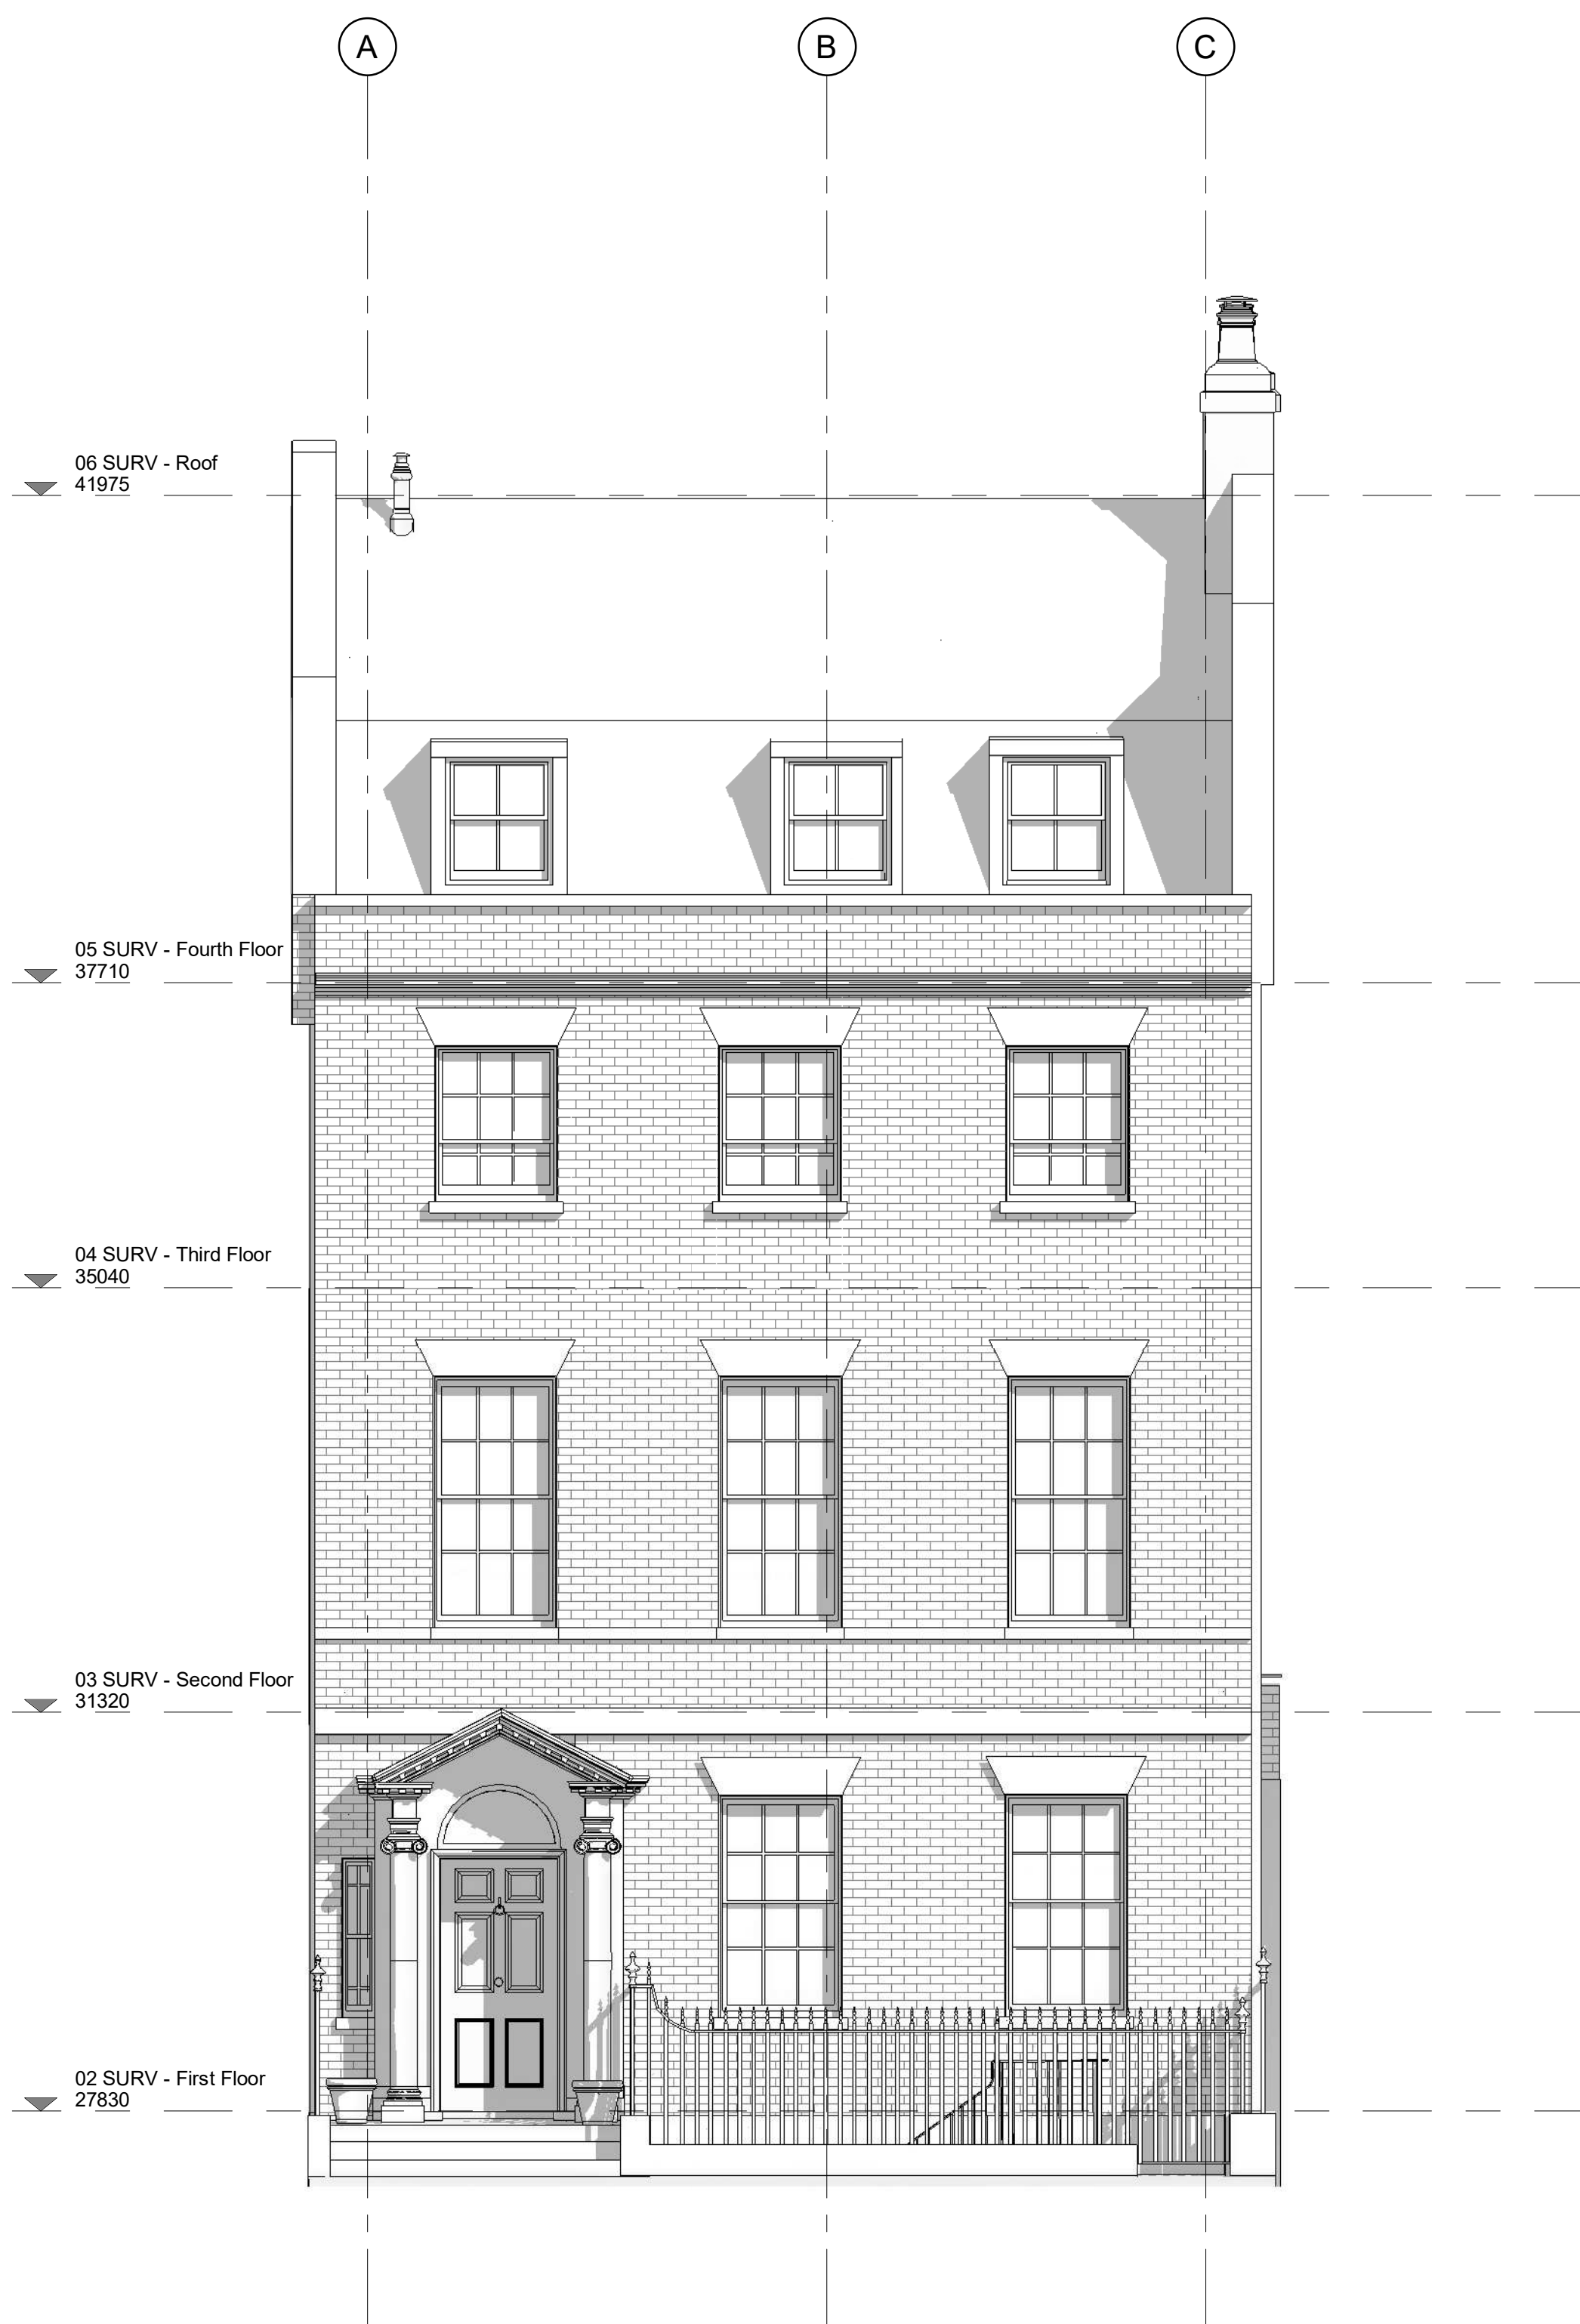 A
B
C
06 SURV - Roof
41975
05 SURV - Fourth Floor
37710
04 SURV - Third Floor
35040
03 SURV - Second Floor
31320
02 SURV - First Floor
27830